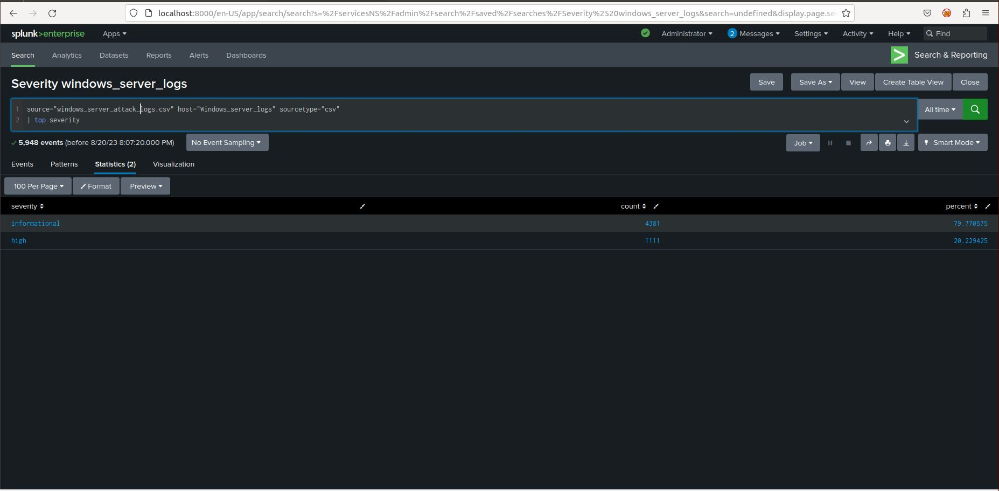 localhost:8000/en-US/app/search/search?s=%2FservicesNS%2Fadmin%2Fsearch%2Fsaved%2Fsearches%2FSeverity%2520windows_server_logs&search=undefined&display.page.se
splunk>enterprise Apps Administrator 2 Messages Settings Activity Help Find
Search Analytics Datasets Reports Alerts Dashboards > Search & Reporting
Severity windows_server_logs Save Save As View Create Table View Close
1 source="windows_server_attack_logs.csv" host="Windows_server_logs" sourcetype="csv" All time
2 | top severity
5,948 events (before 8/20/23 8:07:20.000 PM) No Event Sampling Job Smart Mode
Events Patterns Statistics (2) Visualization
100 Per Page Format Preview
severity count percent
informational 4381 79.770575
high 1111 20.229425